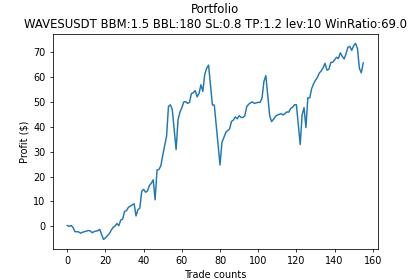 Portfolio
WAVESUSDT BBM:1.5 BBL:180 SL:0.8 TP:1.2 lev:10 WinRatio:69.0
Profit ($)
70
60
50
40
30
20
10
0
0 20 40 60 80 100 120 140 160
Trade counts